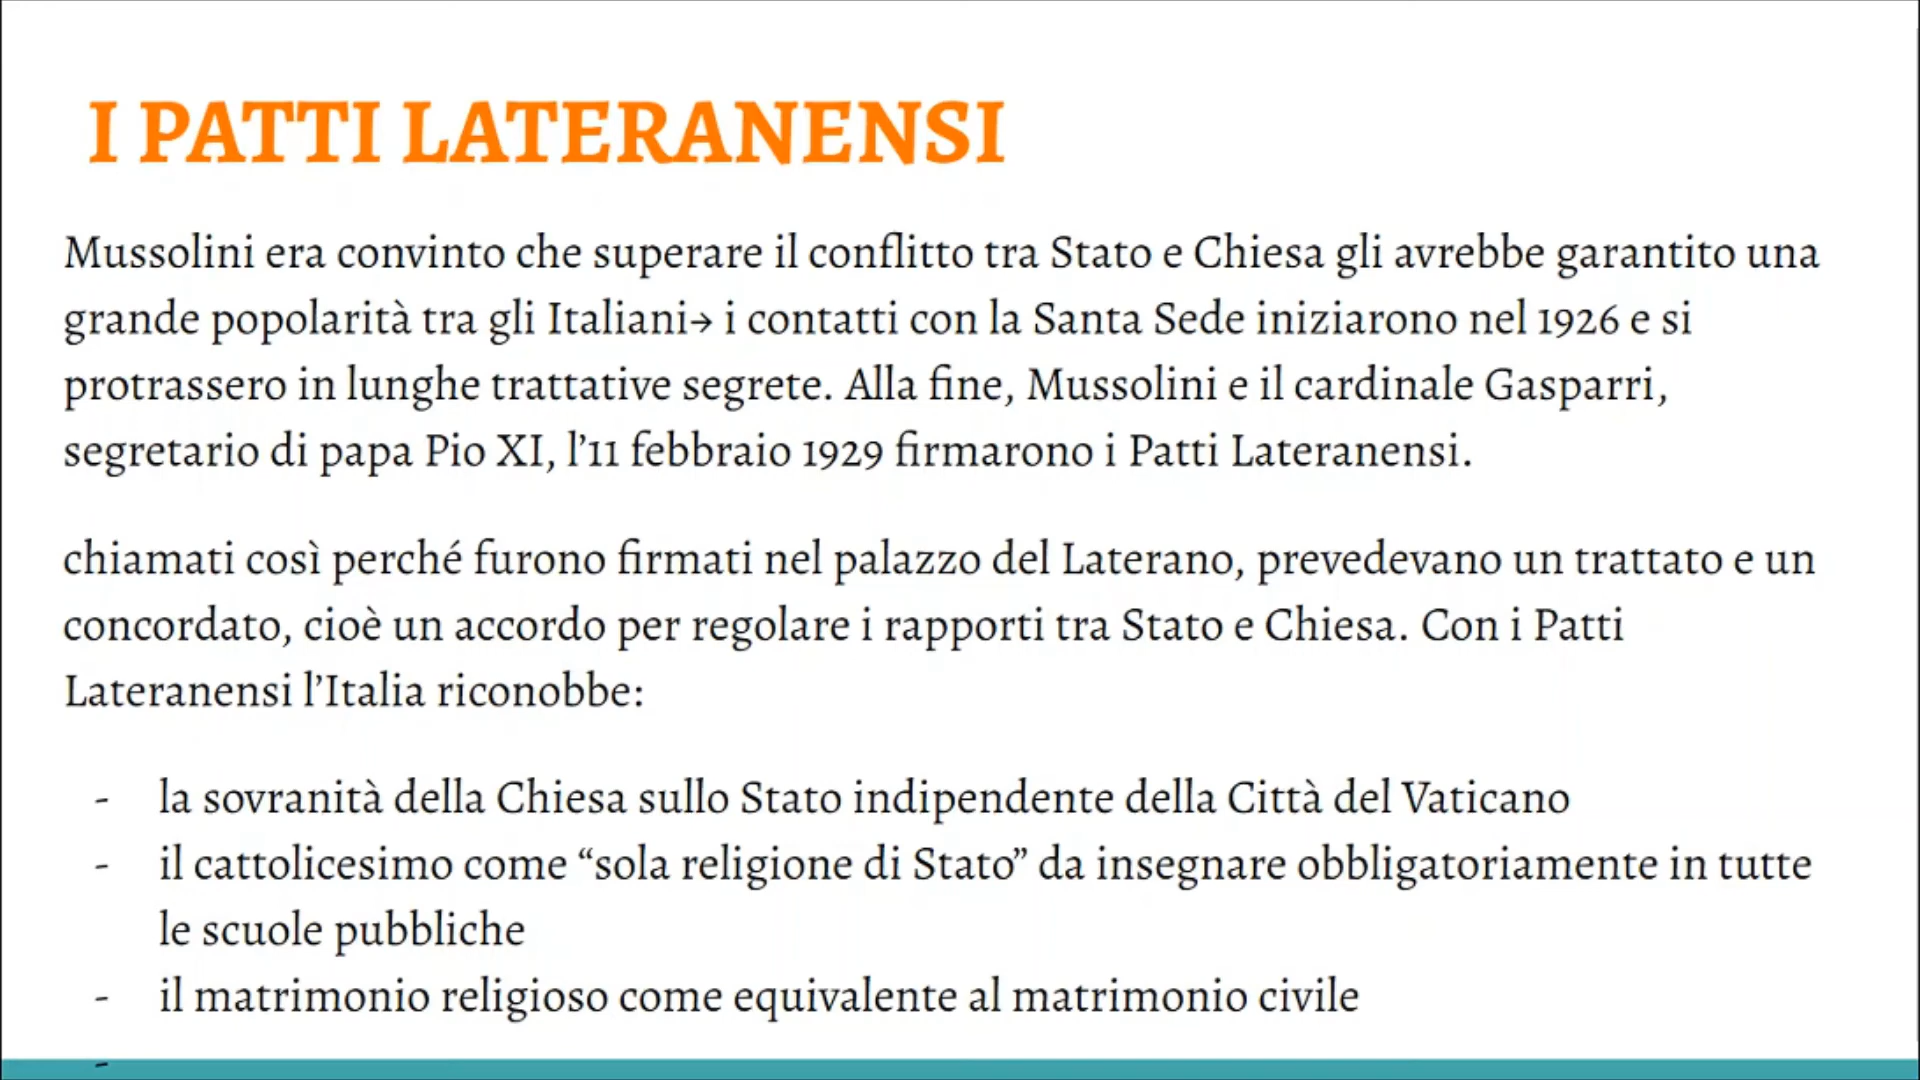 I PATTI LATERANENSI
Mussolini era convinto che superare il conflitto tra Stato e Chiesa gli avrebbe garantito una
grande popolarità tra gli Italiani→ i contatti con la Santa Sede iniziarono nel 1926 e si
protrassero in lunghe trattative segrete. Alla fine, Mussolini e il cardinale Gasparri,
segretario di papa Pio XI, l’11 febbraio 1929 firmarono i Patti Lateranensi.
chiamati così perché furono firmati nel palazzo del Laterano, prevedevano un trattato e un
concordato, cioè un accordo per regolare i rapporti tra Stato e Chiesa. Con i Patti
Lateranensi l’Italia riconobbe:
- la sovranità della Chiesa sullo Stato indipendente della Città del Vaticano
- il cattolicesimo come “sola religione di Stato” da insegnare obbligatoriamente in tutte
le scuole pubbliche
- il matrimonio religioso come equivalente al matrimonio civile
-